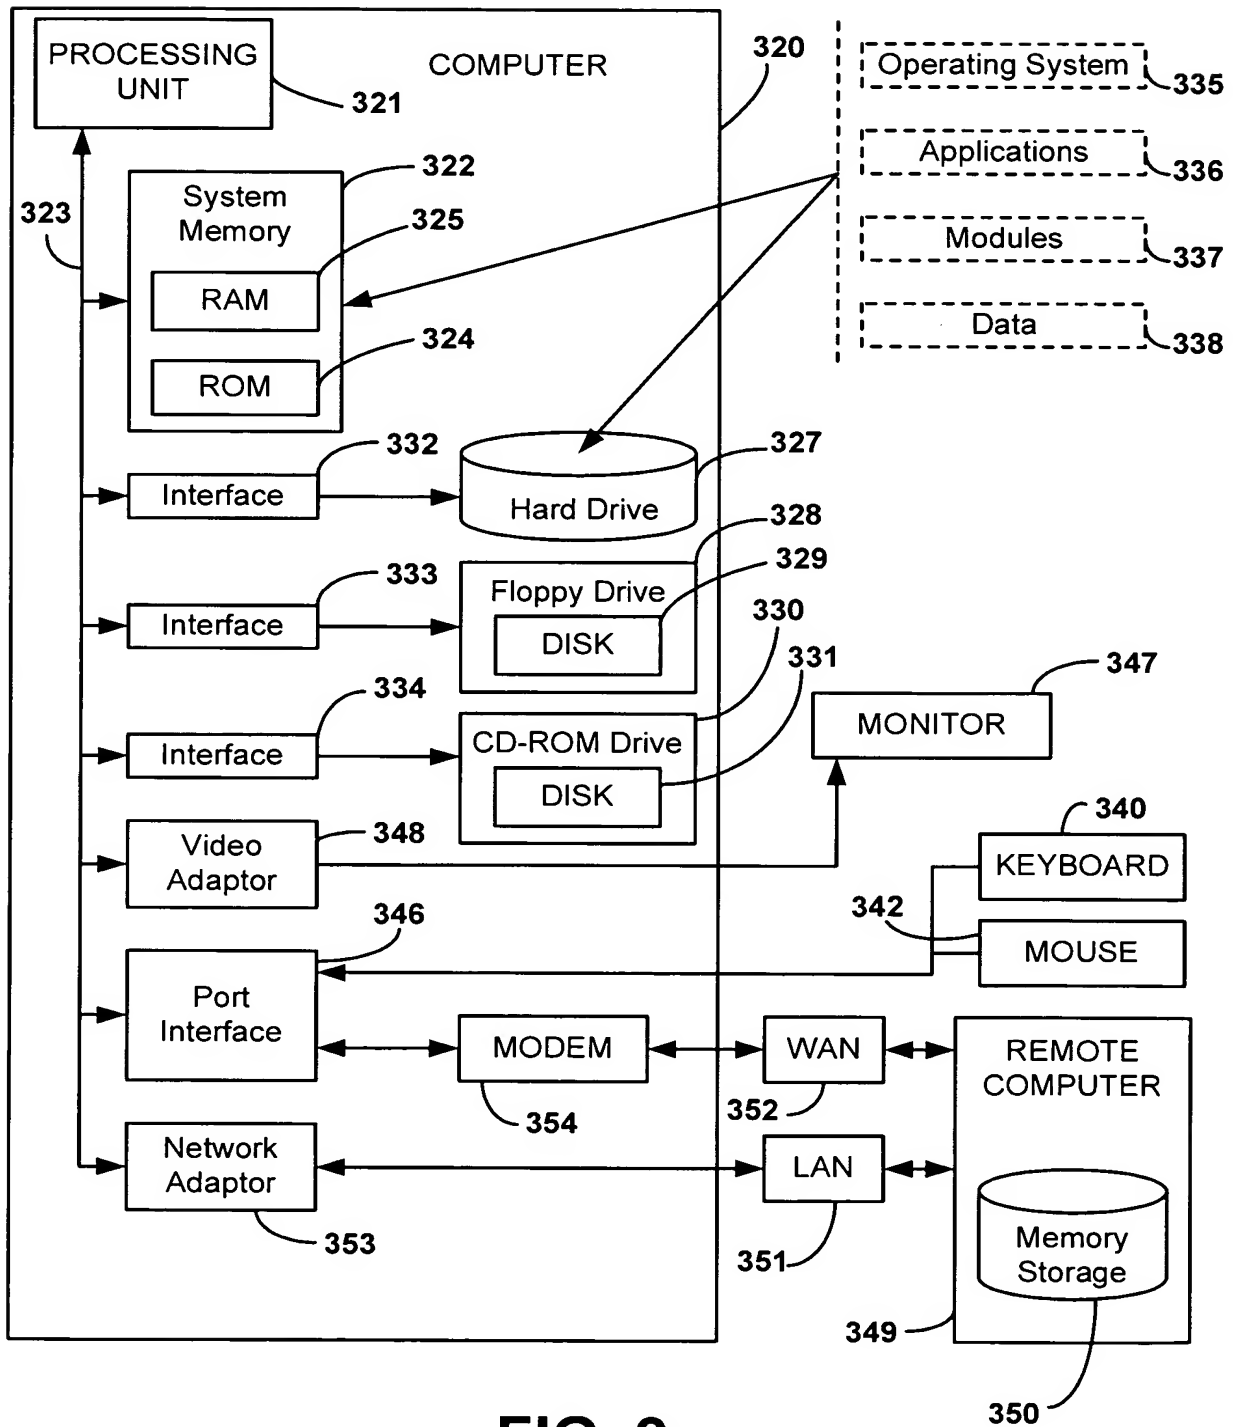 PROCESSING
UNIT
321
COMPUTER
320
Operating System
335
Applications
336
Modules
337
Data
338
323
322
System
Memory
325
RAM
324
ROM
332
Interface
327
Hard Drive
328
333
Interface
Floppy Drive
329
DISK
330
331
334
Interface
CD-ROM Drive
DISK
347
MONITOR
348
Video
Adaptor
340
KEYBOARD
342
MOUSE
346
Port
Interface
MODEM
354
WAN
352
REMOTE
COMPUTER
Network
Adaptor
353
LAN
351
Memory
Storage
349
350